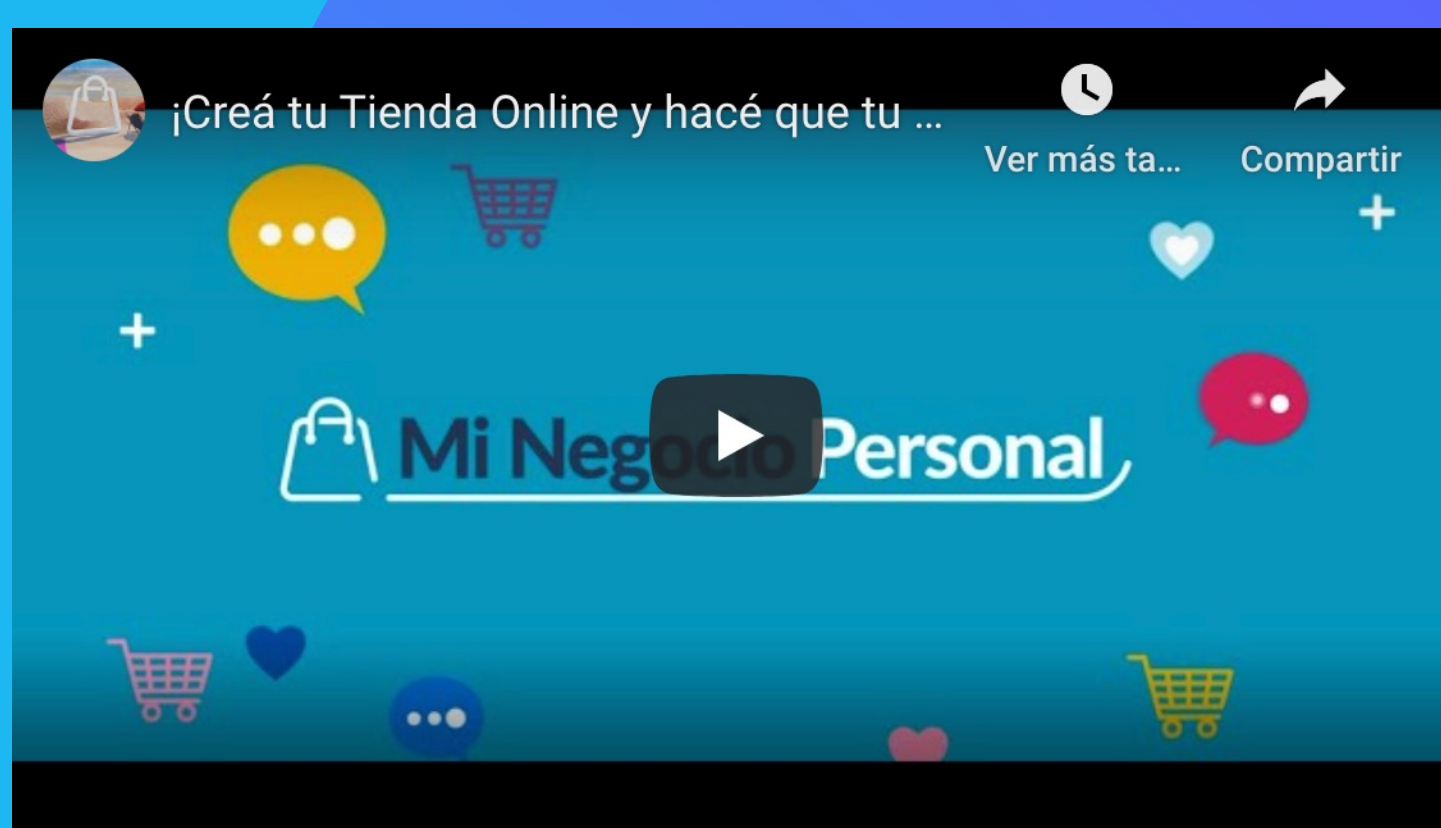 ¡Creá tu Tienda Online y hacé que tu ...
Ver más ta...
Compartir
Mi Negocio Personal